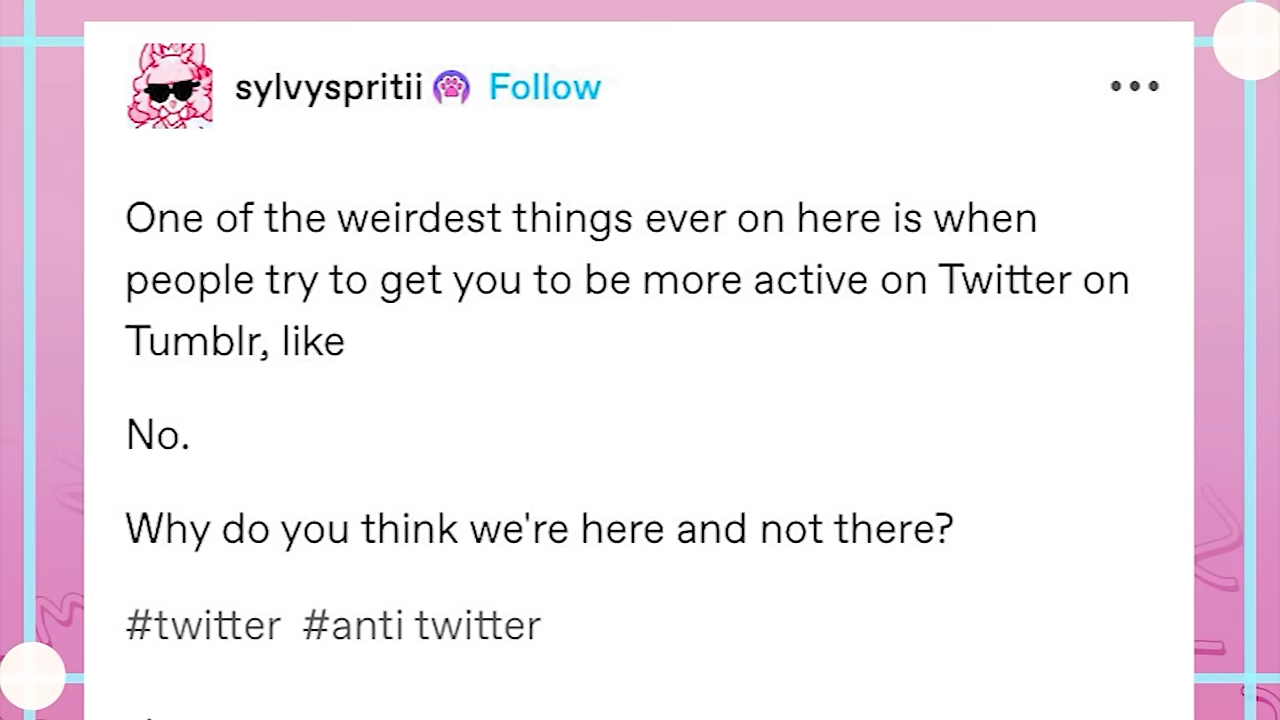 sylvyspritii Follow
One of the weirdest things ever on here is when
people try to get you to be more active on Twitter on
Tumblr, like
No.
Why do you think we're here and not there?
#twitter #anti twitter